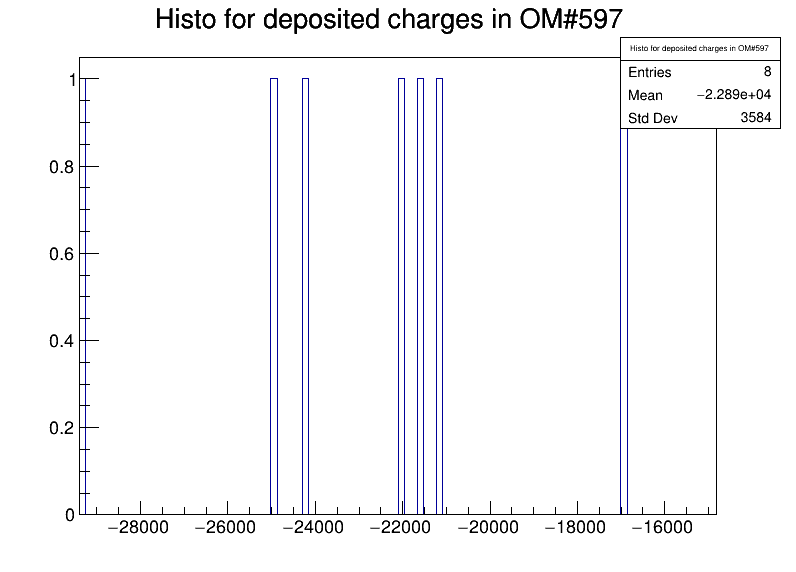 Histo for deposited charges in OM#597
Histo for deposited charges in OM#597
Entries 8
Mean −2.289e+04
Std Dev 3584
1
0.8
0.6
0.4
0.2
0
−28000 −26000 −24000 −22000 −20000 −18000 −16000